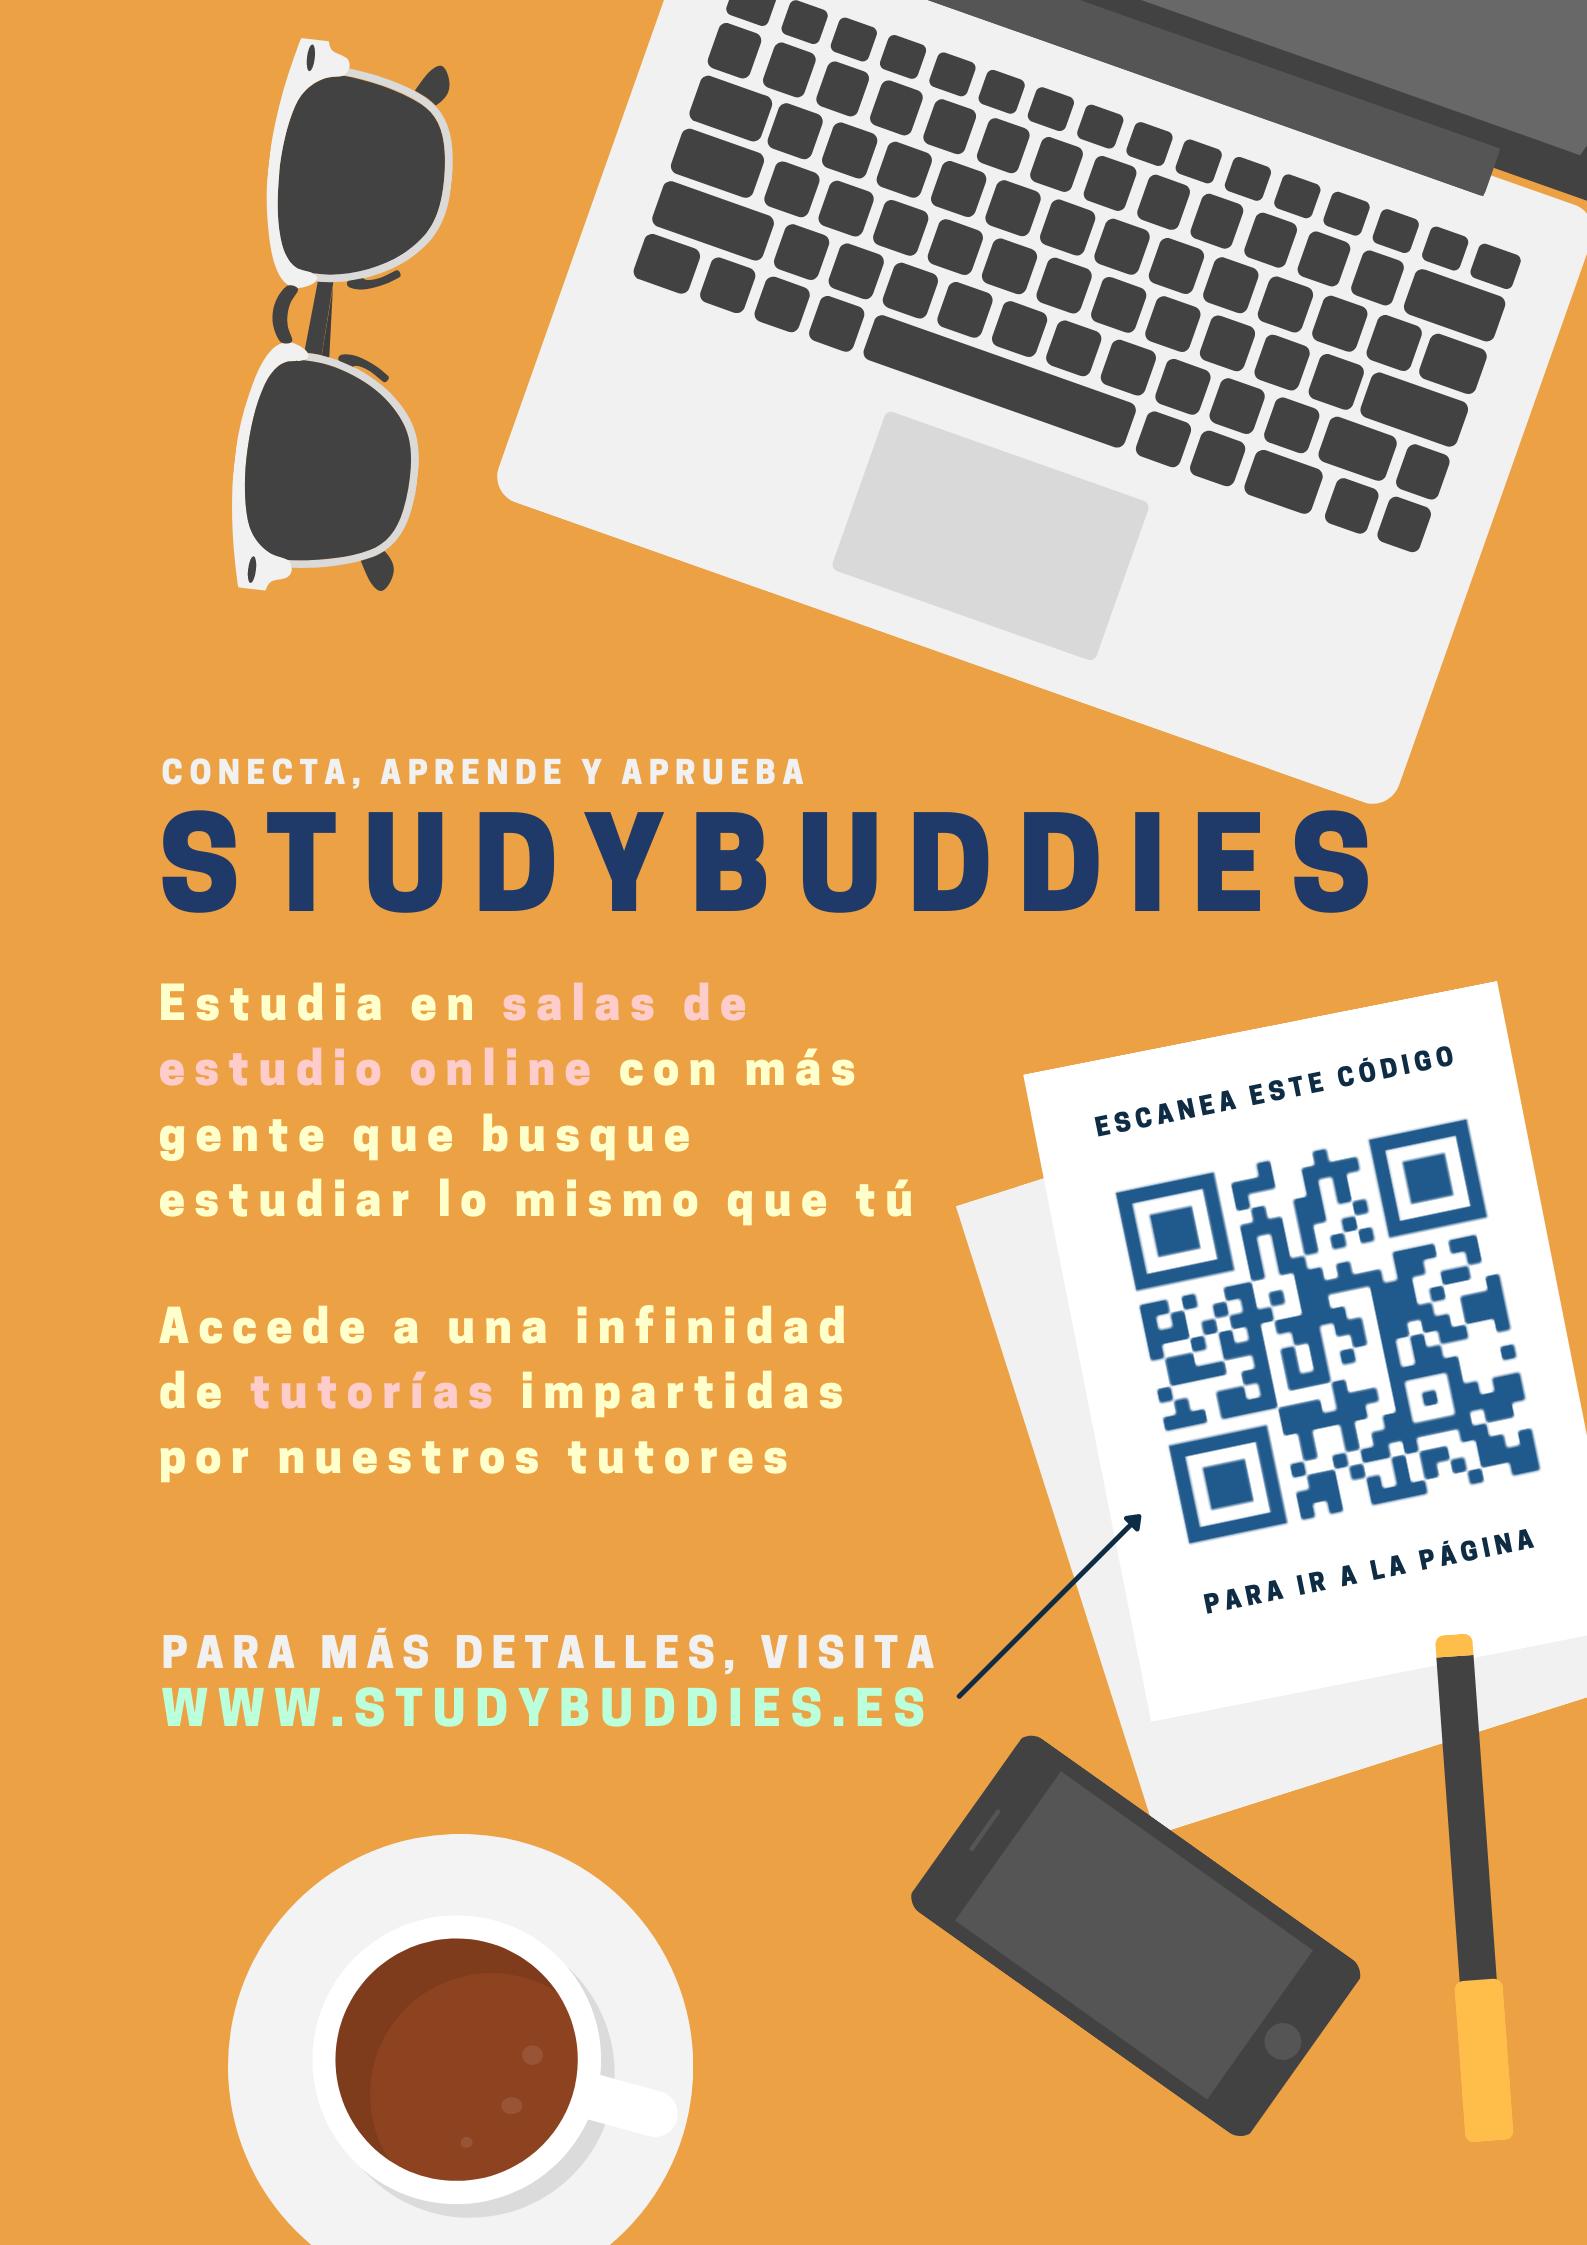 CONECTA, APRENDE Y APRUEBA
STUDYBUDDIES
Estudia en salas de
estudio online con más
gente que busque
estudiar lo mismo que tú
Accede a una infinidad
de tutorías impartidas
por nuestros tutores
ESCANEA ESTE CÓDIGO
PARA IR A LA PÁGINA
PARA MÁS DETALLES, VISITA
WWW.STUDYBUDDIES.ES